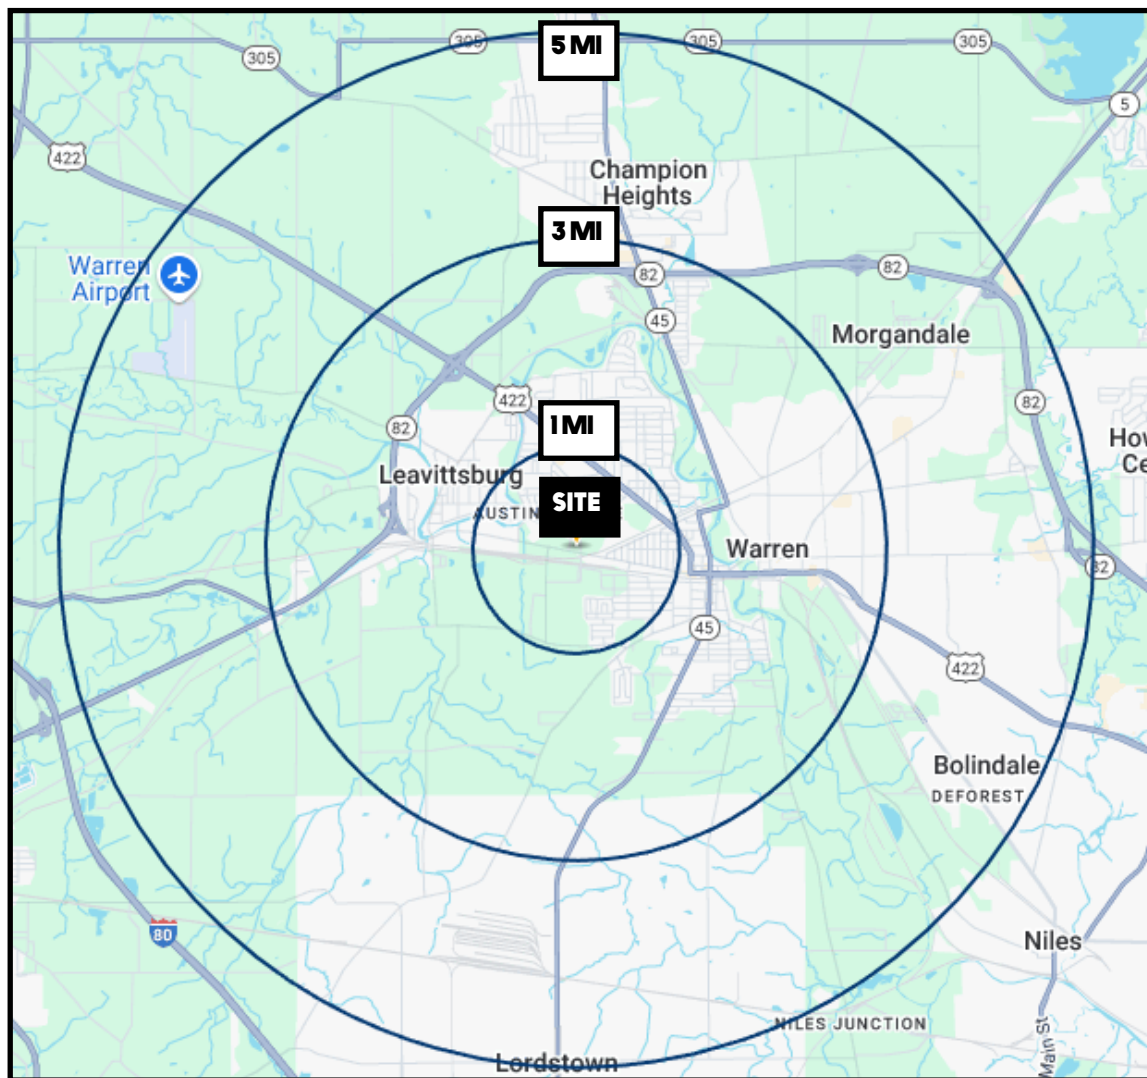 5 MI
305
305
305
305
5
422
Champion
Heights
3 MI
Warren
Airport
82
82
45
Morgandale
422
1 MI
82
82
Leavittsburg
SITE
AUSTIN
Warren
82
45
422
Bolindale
DEFOREST
80
Niles
NILES JUNCTION
Main St
Lordstown